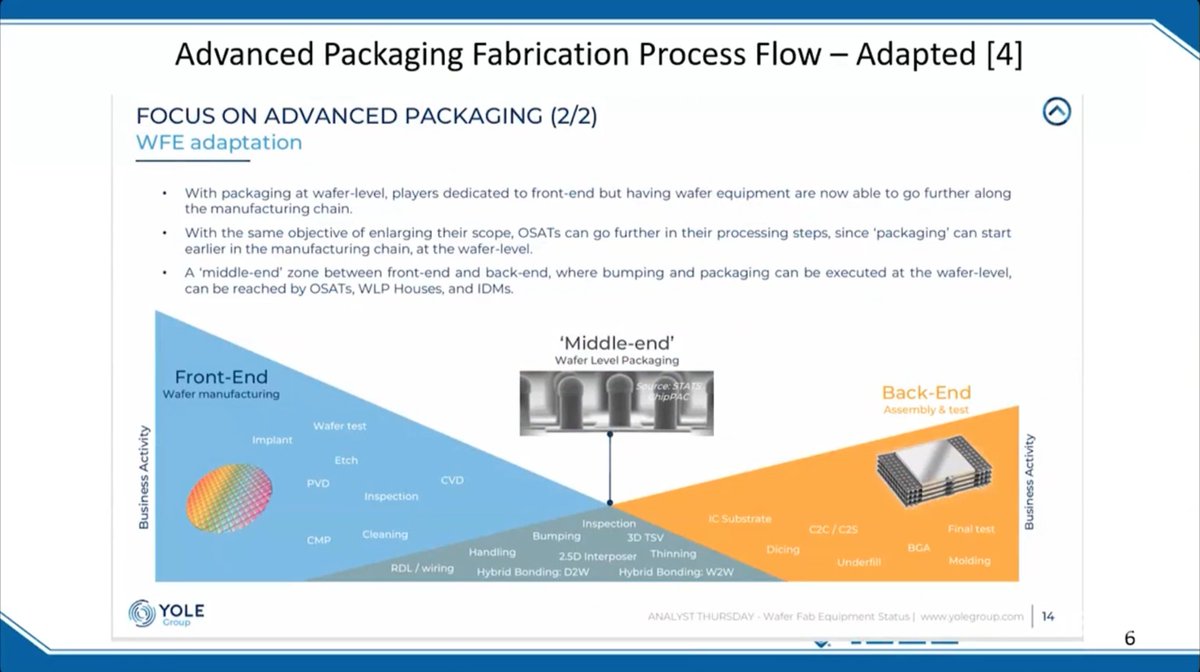 Advanced Packaging Fabrication Process Flow – Adapted [4]
FOCUS ON ADVANCED PACKAGING (2/2)
WFE adaptation
• With packaging at wafer-level, players dedicated to front-end but having wafer equipment are now able to go further along
the manufacturing chain.
• With the same objective of enlarging their scope, OSATs can go further in their processing steps, since ‘packaging’ can start
earlier in the manufacturing chain, at the wafer-level.
• A ‘middle-end’ zone between front-end and back-end, where bumping and packaging can be executed at the wafer-level,
can be reached by OSATs, WLP Houses, and IDMs.
‘Middle-end’
Wafer Level Packaging
Source: STATS
ChipPAC
Front-End
Wafer manufacturing
Back-End
Assembly & test
Business Activity
Wafer test
Implant
Etch
PVD
CVD
Inspection
Cleaning
CMP
Inspection
Bumping
3D TSV
Handling
2.5D Interposer
Thinning
RDL / wiring
Hybrid Bonding: D2W
Hybrid Bonding: W2W
IC Substrate
C2C / C2S
Final test
Dicing
BGA
Underfill
Molding
Business Activity
YOLE
Group
ANALYST THURSDAY - Wafer Fab Equipment Status | www.yolegroup.com | 14
6